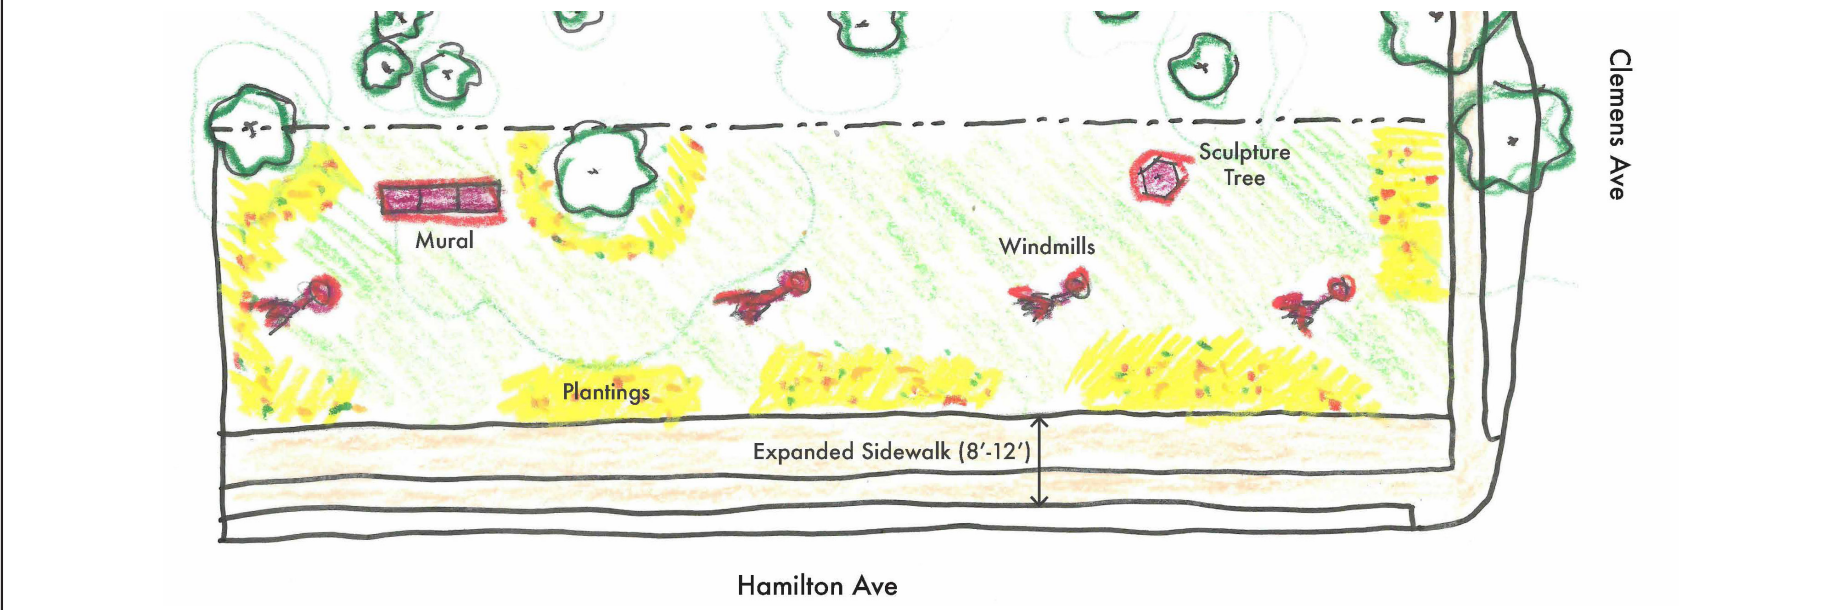 Clemens Ave
Sculpture
Tree
Mural
Windmills
Plantings
Expanded Sidewalk (8’-12’)
Hamilton Ave